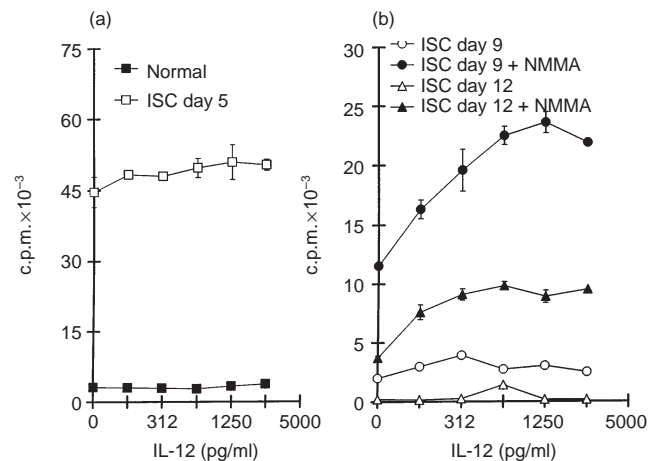 (a)
75
60
45
30
15
0
c.p.m.×10⁻³
Normal
ISC day 5
0 312 1250 5000
IL-12 (pg/ml)
(b)
30
25
20
15
10
5
0
c.p.m.×10⁻³
ISC day 9
ISC day 9 + NMMA
ISC day 12
ISC day 12 + NMMA
0 312 1250 5000
IL-12 (pg/ml)